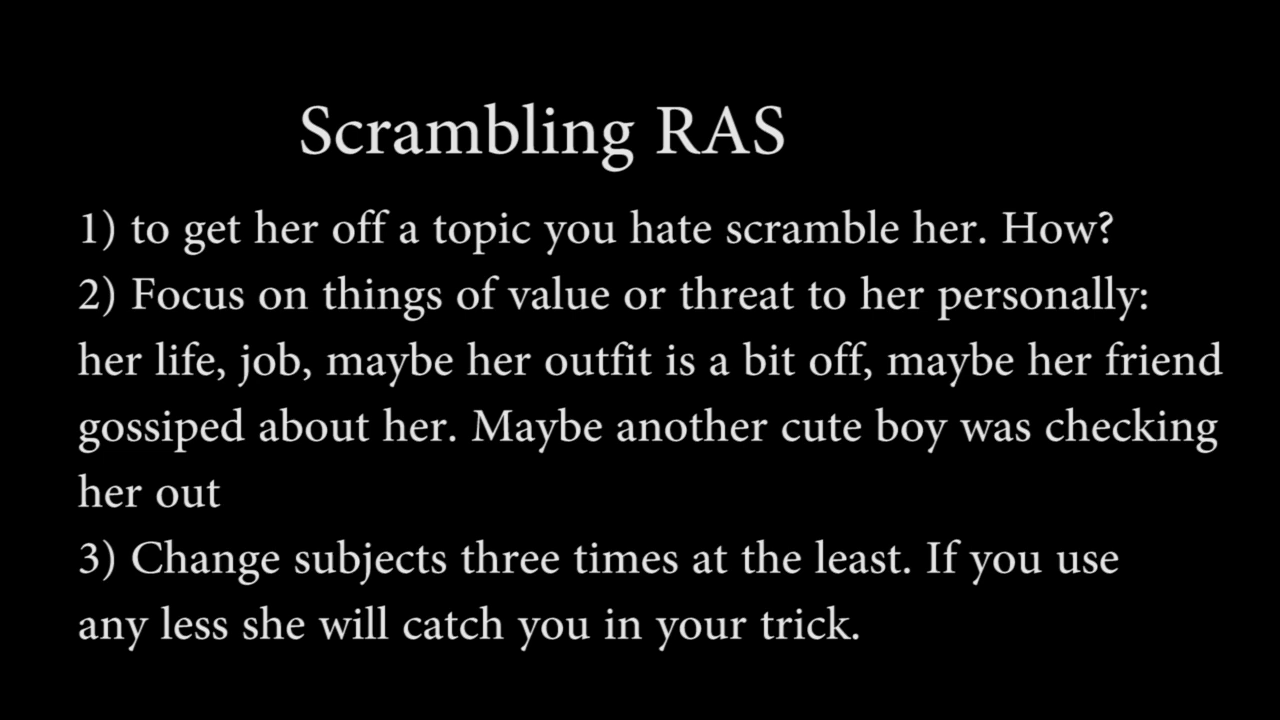 Scrambling RAS
1) to get her off a topic you hate scramble her. How?
2) Focus on things of value or threat to her personally:
her life, job, maybe her outfit is a bit off, maybe her friend
gossiped about her. Maybe another cute boy was checking
her out
3) Change subjects three times at the least. If you use
any less she will catch you in your trick.